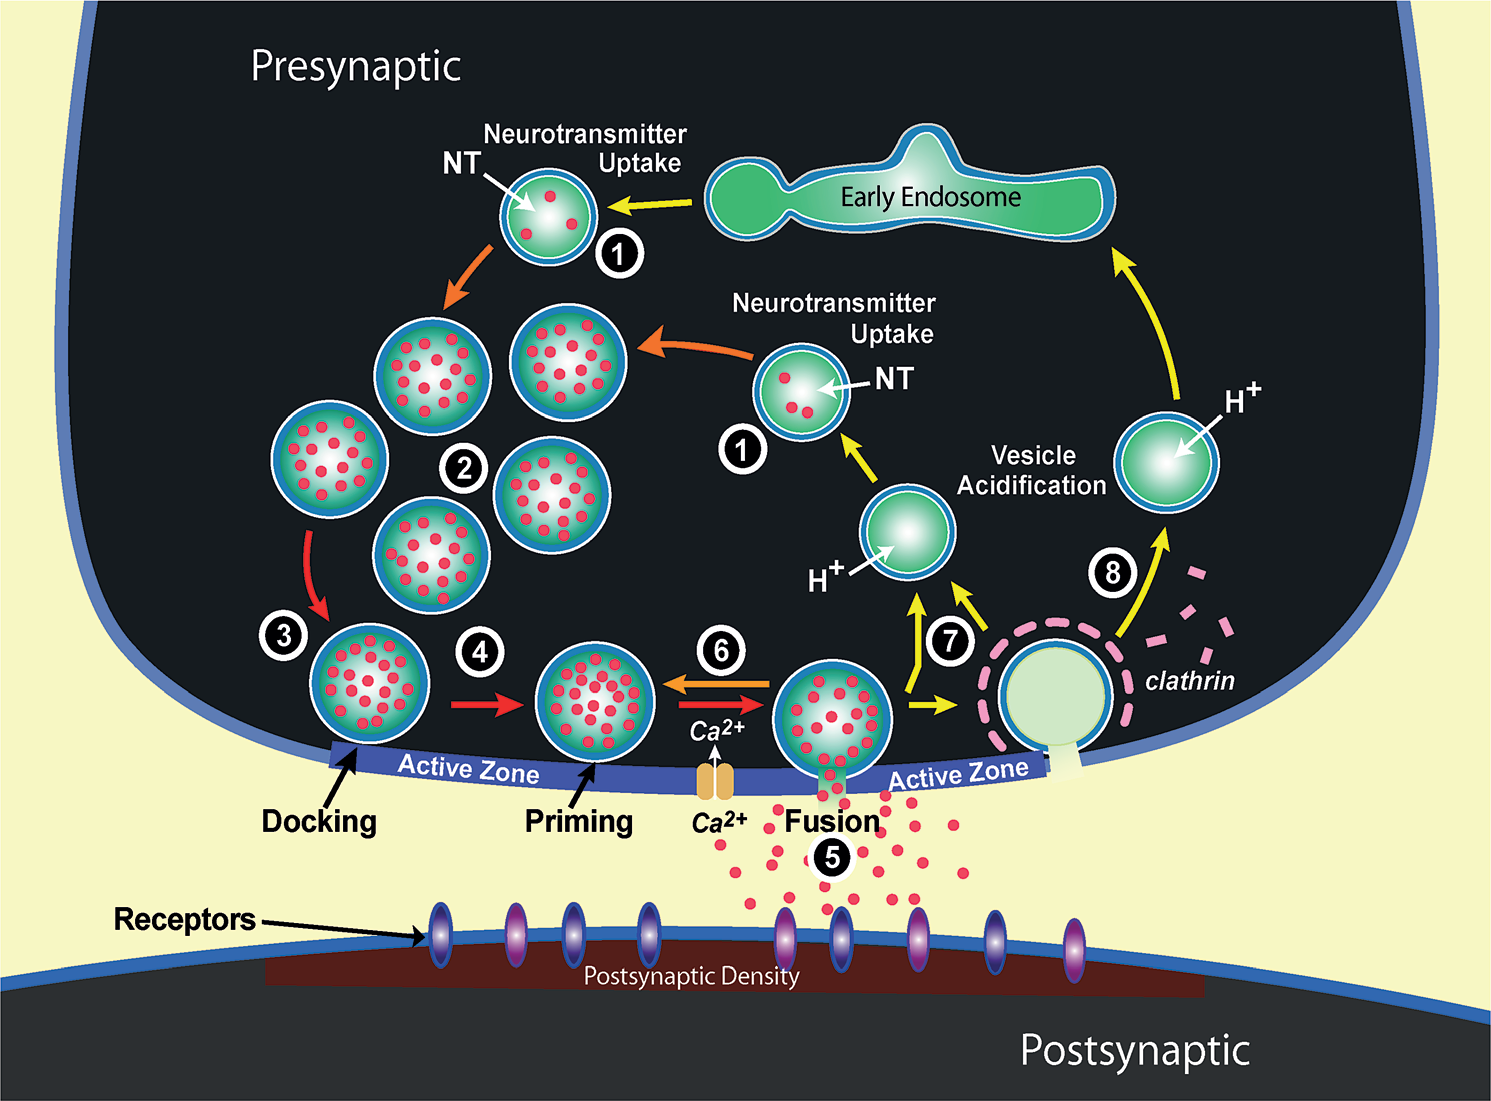 Presynaptic
Neurotransmitter
Uptake
NT
Early Endosome
1
Neurotransmitter
Uptake
NT
1
H+
Vesicle
Acidification
2
H+
8
3
4
6
7
clathrin
Ca2+
Active Zone
Active Zone
Docking
Priming
Ca2+
Fusion
5
Receptors
Postsynaptic Density
Postsynaptic